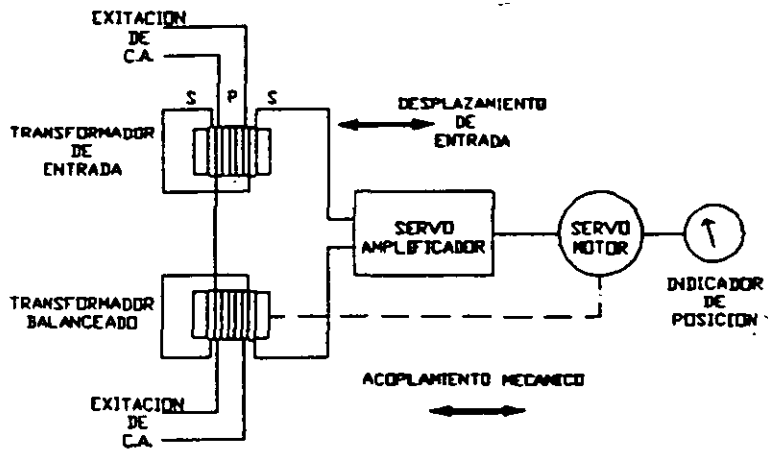 EXITACION
DE
C.A.
S P S
DESPLAZAMIENTO
DE
ENTRADA
TRANSFORMADOR
DE
ENTRADA
SERVO
AMPLIFICADOR
SERVO
MOTOR
INDICADOR
DE
POSICION
TRANSFORMADOR
BALANCEADO
ACOPLAMIENTO MECANICO
EXITACION
DE
C.A.